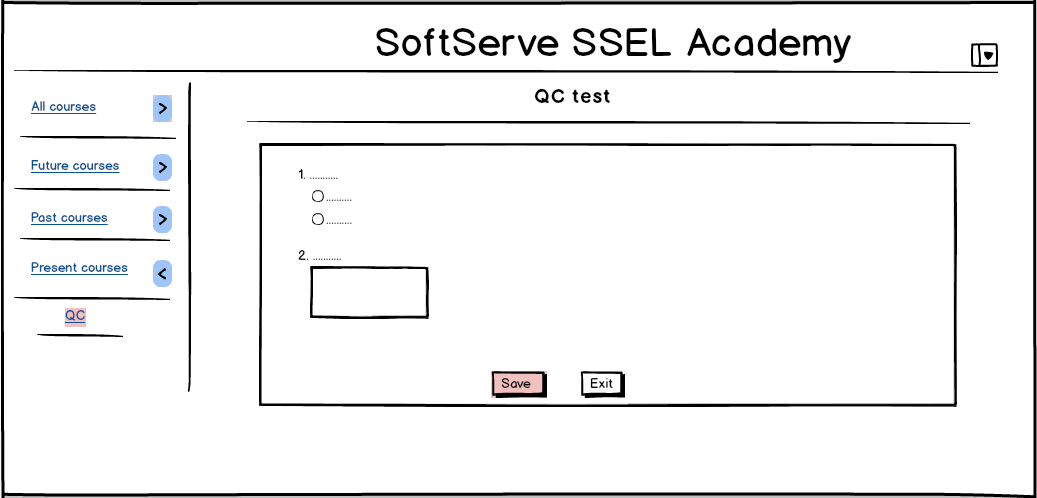 SoftServe SSEL Academy
All courses
Future courses
Past courses
Present courses
QC
QC test
1. ...........
..........
..........
2. ...........
Save
Exit